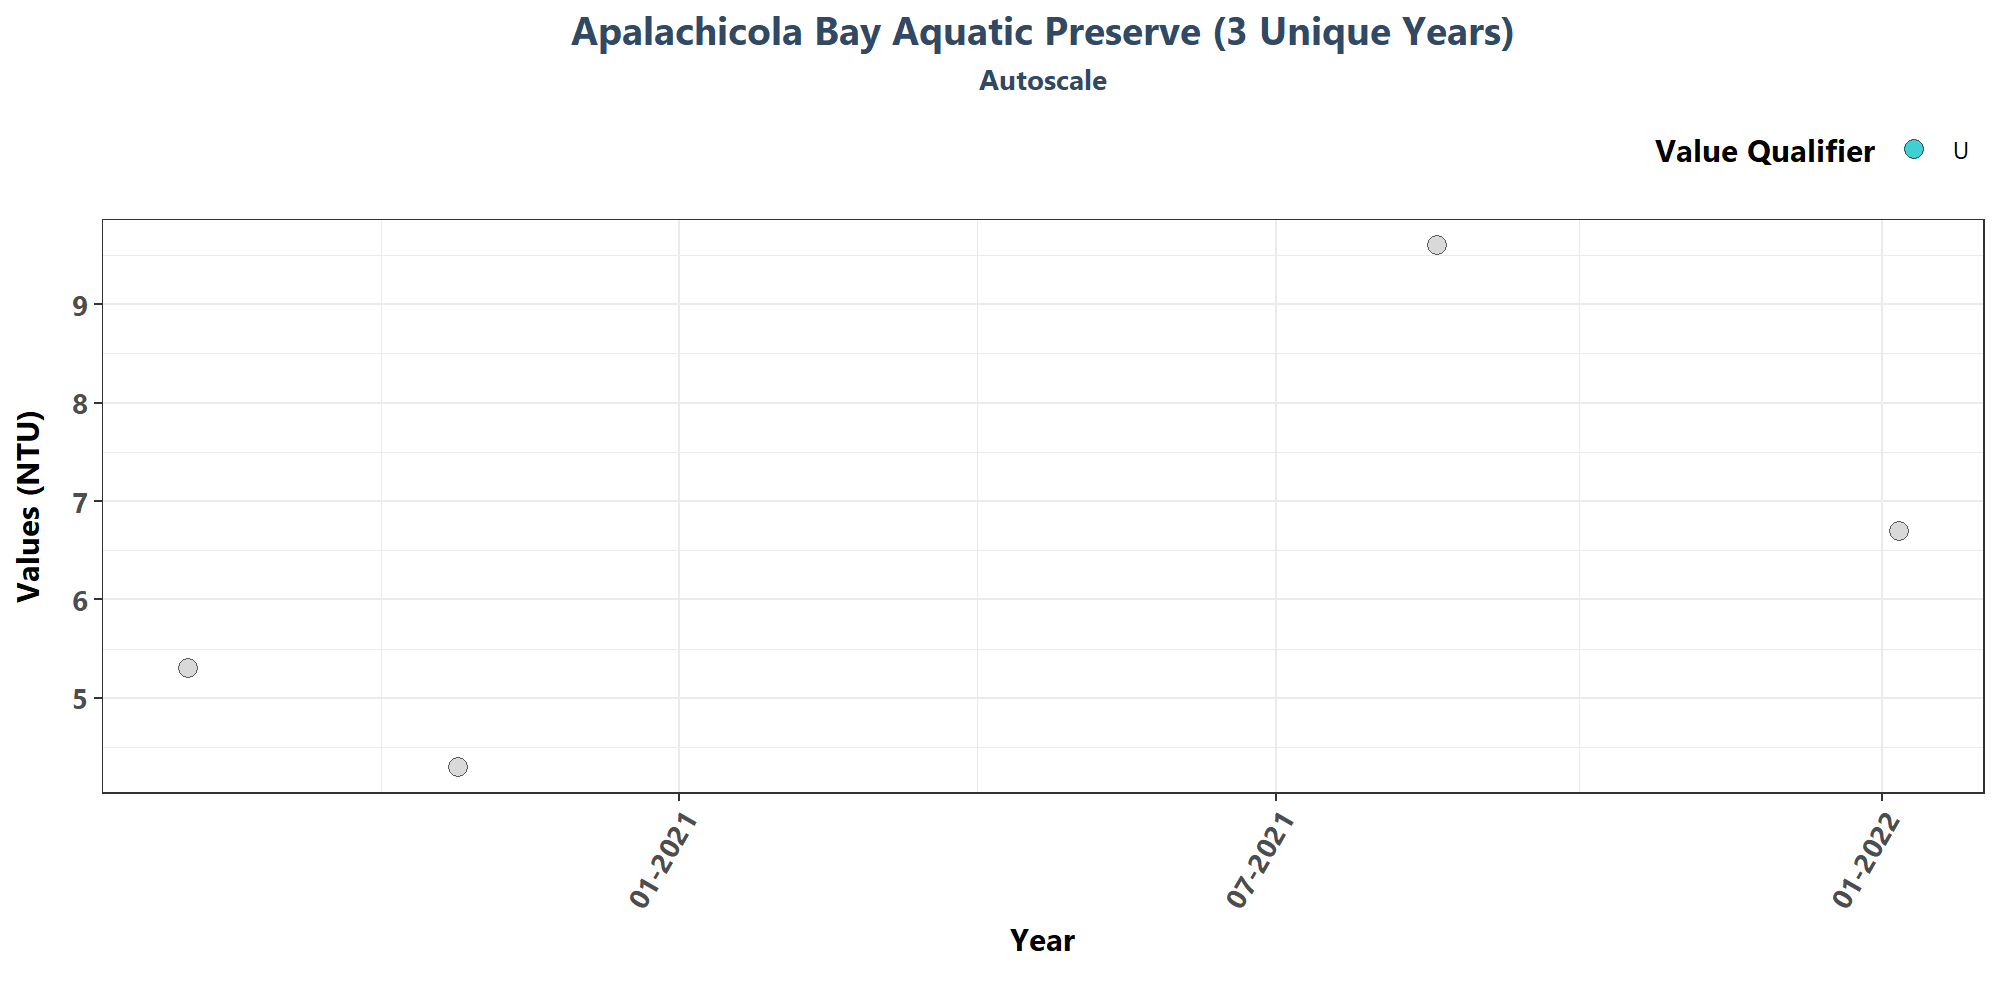 Apalachicola Bay Aquatic Preserve (3 Unique Years)
Autoscale
Value Qualifier U
Values (NTU)
9
8
7
6
5
01-2021
07-2021
01-2022
Year